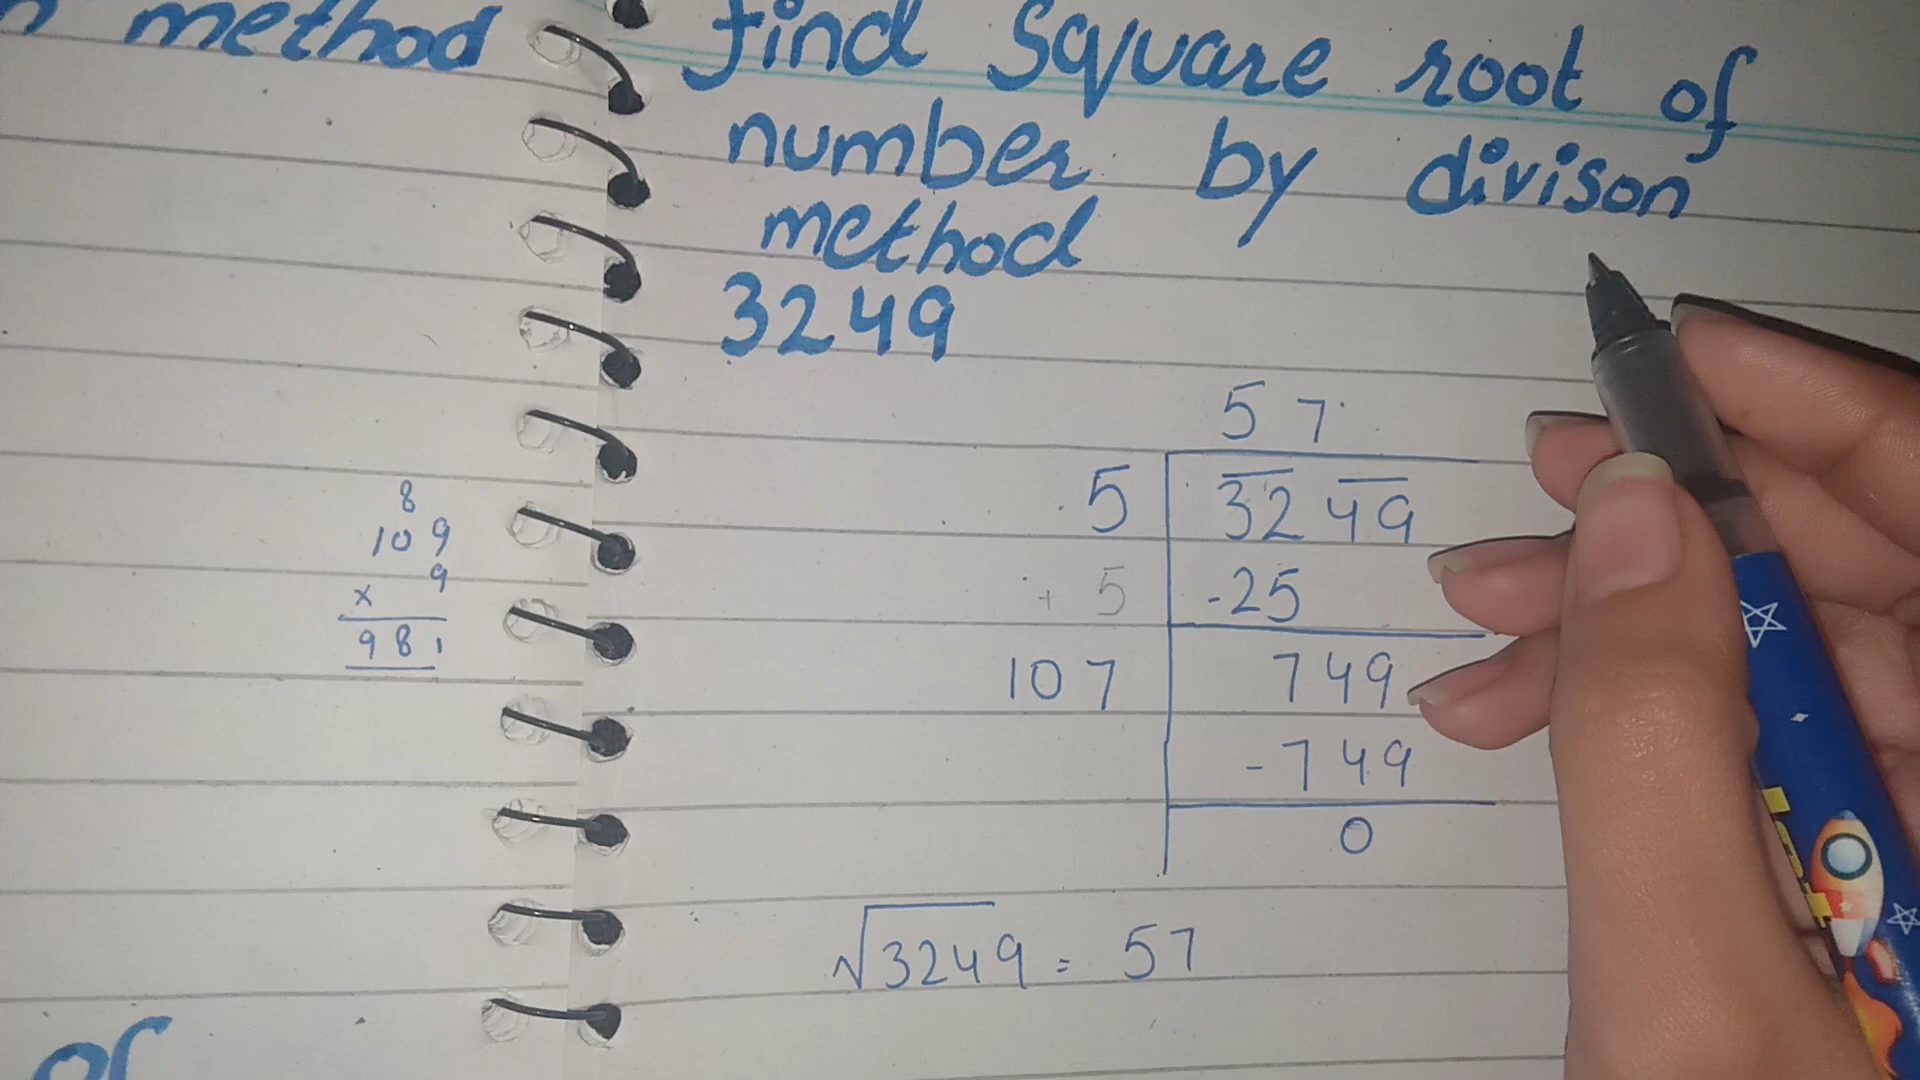 method
8
109
x 9
981
of
find Square root of
number by divison
method
3249
57
5 3249
+ 5 -25
107 749
-749
0
√3249 = 57